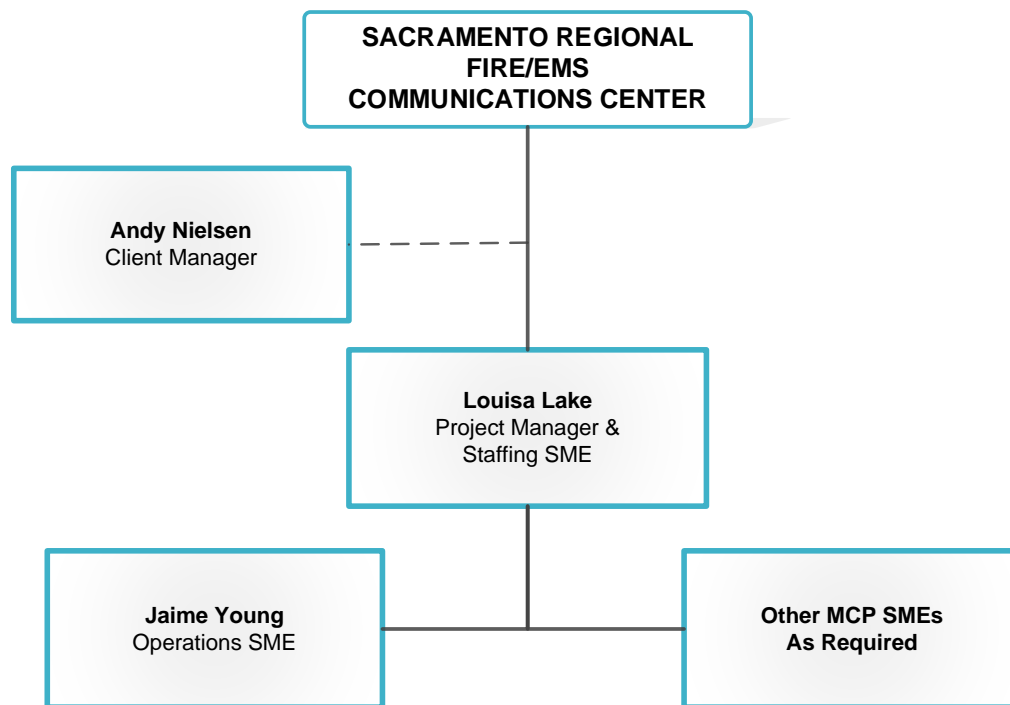 SACRAMENTO REGIONAL
FIRE/EMS
COMMUNICATIONS CENTER
Andy Nielsen
Client Manager
Louisa Lake
Project Manager &
Staffing SME
Jaime Young
Operations SME
Other MCP SMEs
As Required